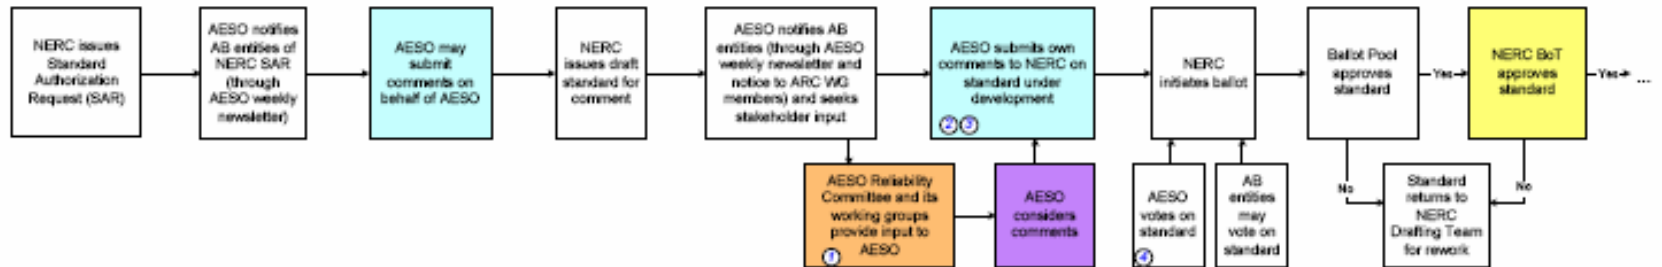 NERC issues
Standard
Authorization
Request (SAR)
AESO notifies
AB entities of
NERC SAR
(through
AESO weekly
newsletter)
AESO may
submit
comments on
behalf of AESO
NERC
issues draft
standard for
comment
AESO notifies AB
entities (through AESO
weekly newsletter and
notice to ARC WG
members) and seeks
stakeholder input
AESO submits own
comments to NERC on
standard under
development
2 3
NERC
initiates ballot
Ballot Pool
approves
standard
Yes
NERC BoT
approves
standard
Yes
...
AESO Reliability
Committee and its
working groups
provide input to
AESO
1
AESO
considers
comments
AESO
votes on
standard
4
AB
entities
may
vote on
standard
No
Standard
returns to
NERC
Drafting Team
for rework
No